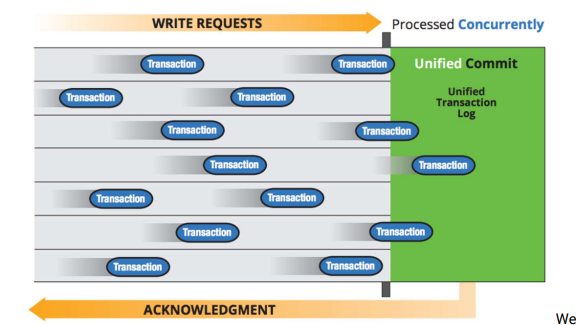 WRITE REQUESTS
Processed Concurrently
Transaction
Transaction
Unified Commit
Transaction
Transaction
Unified
Transaction
Log
Transaction
Transaction
Transaction
Transaction
Transaction
Transaction
Transaction
Transaction
Transaction
Transaction
ACKNOWLEDGMENT
We